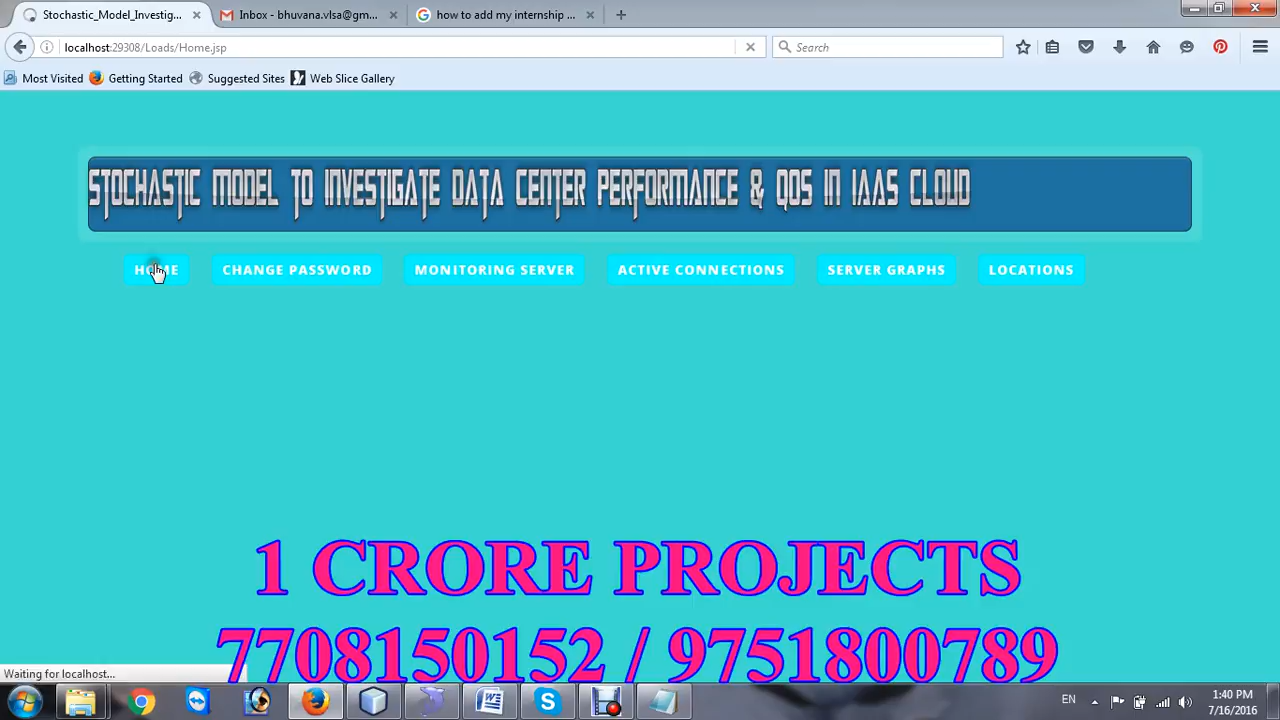 Stochastic_Model_Investig...
Inbox - bhuvana.vlsa@gm...
how to add my internship ...
localhost:29308/Loads/Home.jsp
Search
Most Visited
Getting Started
Suggested Sites
Web Slice Gallery
STOCHASTIC MODEL TO INVESTIGATE DATA CENTER PERFORMANCE & QOS IN IAAS CLOUD
HOME
CHANGE PASSWORD
MONITORING SERVER
ACTIVE CONNECTIONS
SERVER GRAPHS
LOCATIONS
1 CRORE PROJECTS
7708150152 / 9751800789
Waiting for localhost...
EN
1:40 PM
7/16/2016